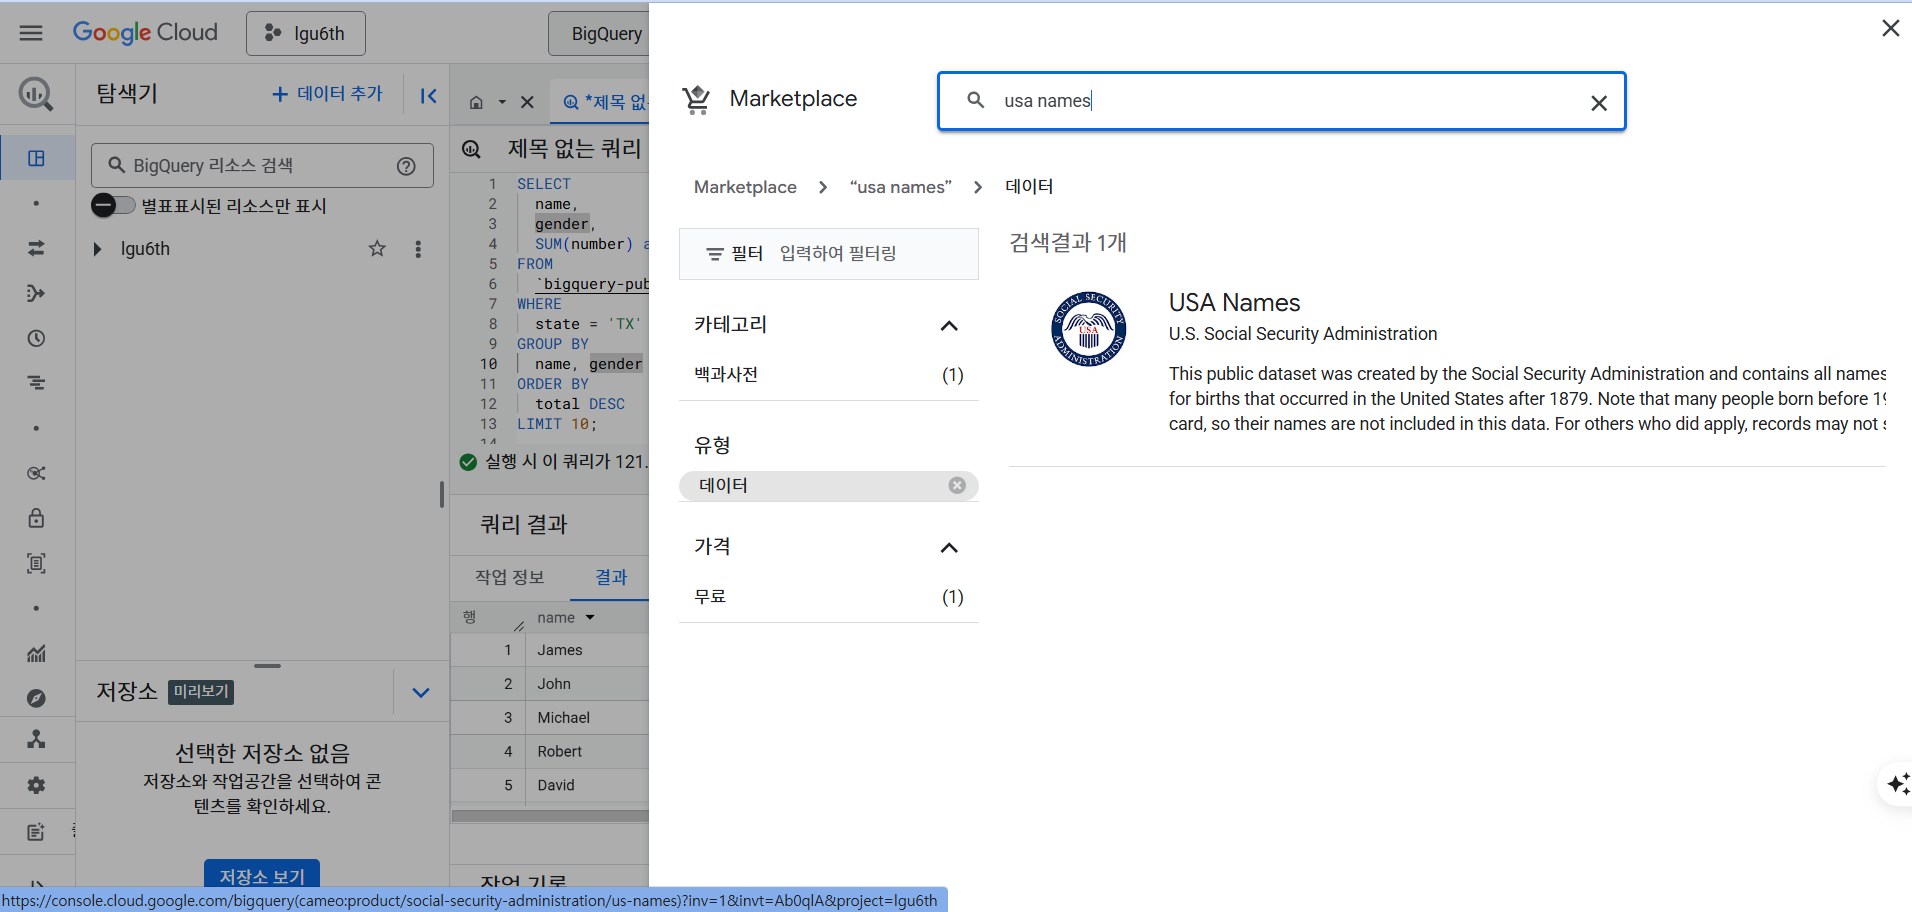 Google Cloud
lgu6th
BigQuery
탐색기
데이터 추가
BigQuery 리소스 검색
별표표시된 리소스만 표시
lgu6th
저장소 미리보기
선택한 저장소 없음
저장소와 작업공간을 선택하여 콘
텐츠를 확인하세요.
저장소 보기
*제목 없
제목 없는 쿼리
1 SELECT
2 name,
3 gender,
4 SUM(number) a
5 FROM
6 `bigquery-pub
7 WHERE
8 state = 'TX'
9 GROUP BY
10 name, gender
11 ORDER BY
12 total DESC
13 LIMIT 10;
14
실행 시 이 쿼리가 121.
쿼리 결과
작업 정보 결과
행 name
1 James
2 John
3 Michael
4 Robert
5 David
작업 기록
Marketplace
usa names
Marketplace > “usa names” > 데이터
필터 입력하여 필터링
카테고리
백과사전 (1)
유형
데이터
가격
무료 (1)
검색결과 1개
SOCIAL SECURITY ADMINISTRATION
USA
USA Names
U.S. Social Security Administration
This public dataset was created by the Social Security Administration and contains all names
for births that occurred in the United States after 1879. Note that many people born before 19
card, so their names are not included in this data. For others who did apply, records may not s
https://console.cloud.google.com/bigquery(cameo:product/social-security-administration/us-names)?inv=1&invt=Ab0qlA&project=lgu6th